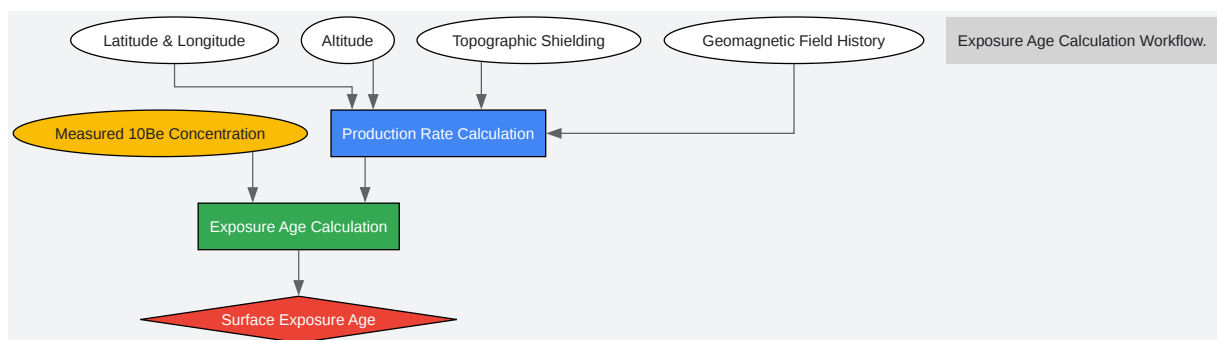 Latitude & Longitude
Altitude
Topographic Shielding
Geomagnetic Field History
Exposure Age Calculation Workflow.
Measured 10Be Concentration
Production Rate Calculation
Exposure Age Calculation
Surface Exposure Age